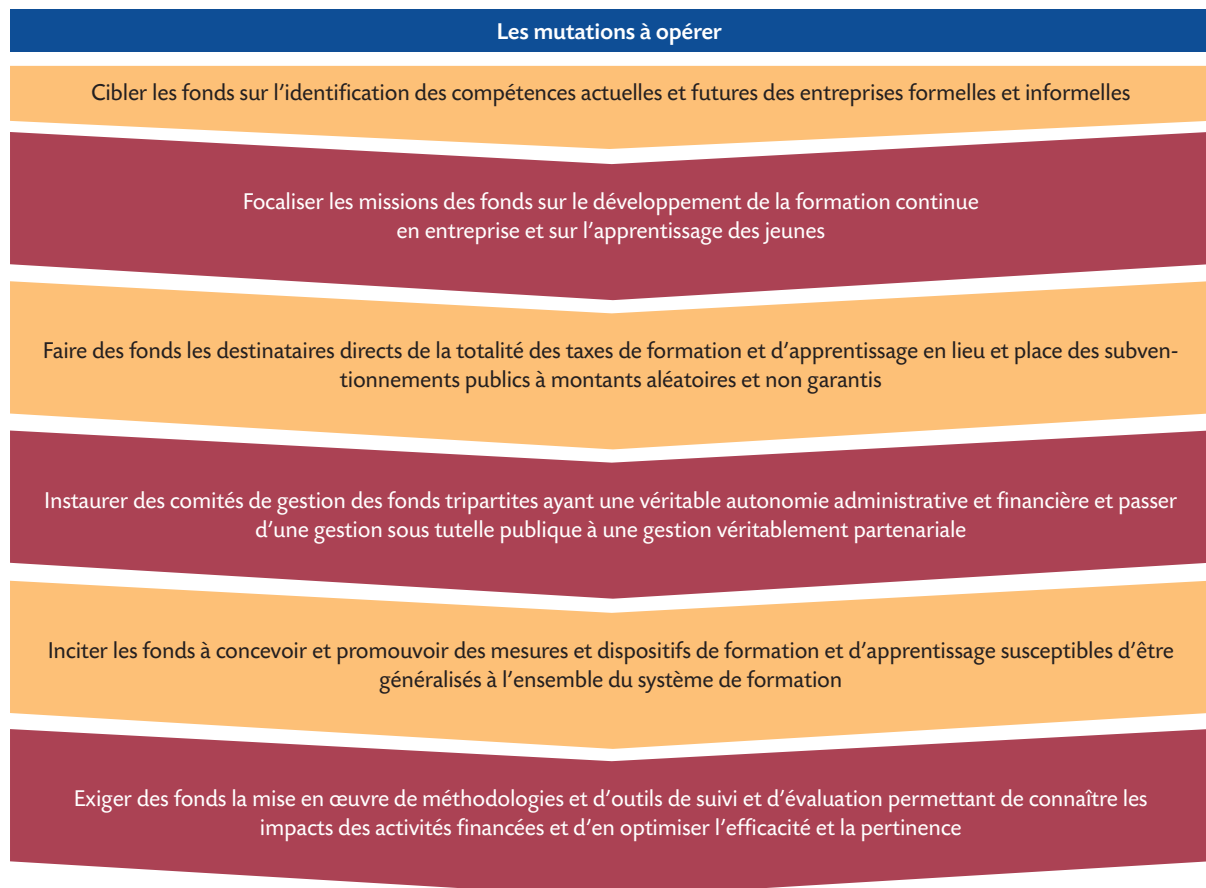 Les mutations à opérer
Cibler les fonds sur l'identification des compétences actuelles et futures des entreprises formelles et informelles
Focaliser les missions des fonds sur le développement de la formation continue
en entreprise et sur l'apprentissage des jeunes
Faire des fonds les destinataires directs de la totalité des taxes de formation et d'apprentissage en lieu et place des subven-
tionnements publics à montants aléatoires et non garantis
Instaurer des comités de gestion des fonds tripartites ayant une véritable autonomie administrative et financière et passer
d'une gestion sous tutelle publique à une gestion véritablement partenariale
Inciter les fonds à concevoir et promouvoir des mesures et dispositifs de formation et d'apprentissage susceptibles d'être
généralisés à l'ensemble du système de formation
Exiger des fonds la mise en œuvre de méthodologies et d'outils de suivi et d'évaluation permettant de connaître les
impacts des activités financées et d'en optimiser l'efficacité et la pertinence